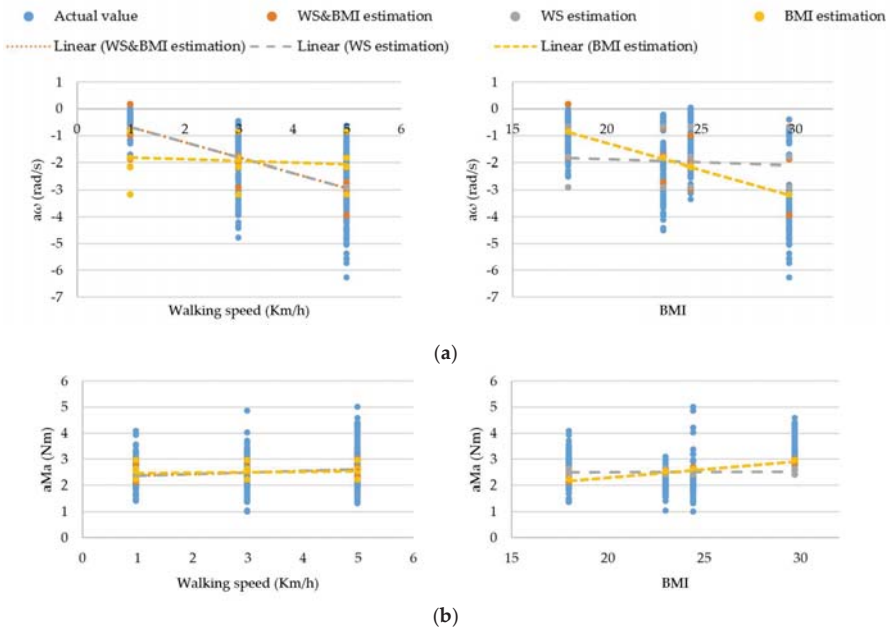 Actual value WS&BMI estimation WS estimation BMI estimation
Linear (WS&BMI estimation) Linear (WS estimation) Linear (BMI estimation)
1
0
-1
-2
-3
-4
-5
-6
-7
0 1 2 3 4 5 6
aω (rad/s)
Walking speed (Km/h)
1
0
-1
-2
-3
-4
-5
-6
-7
15 20 25 30
aω (rad/s)
BMI
(a)
6
5
4
3
2
1
0
0 1 2 3 4 5 6
aMa (Nm)
Walking speed (Km/h)
6
5
4
3
2
1
0
15 20 25 30
aMa (Nm)
BMI
(b)